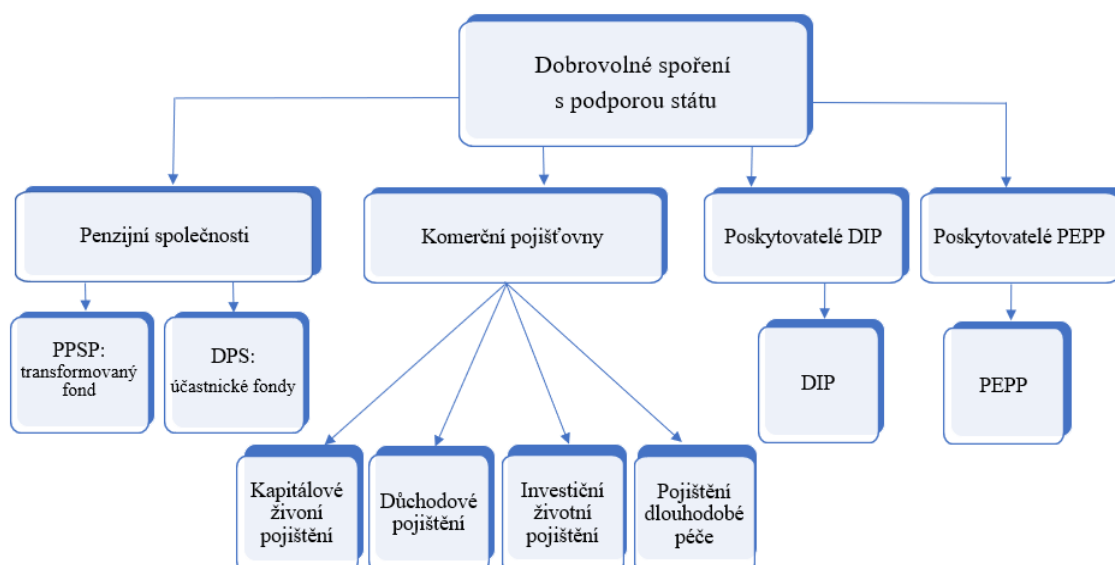 Dobrovolné spoření
s podporou státu
Penzijní společnosti
Komerční pojišťovny
Poskytovatelé DIP
Poskytovatelé PEPP
PPSP:
transformovaný
fond
DPS:
účastnické fondy
DIP
PEPP
Kapitálové
živoní
pojištění
Důchodové
pojištění
Investiční
životní
pojištění
Pojištění
dlouhodobé
péče